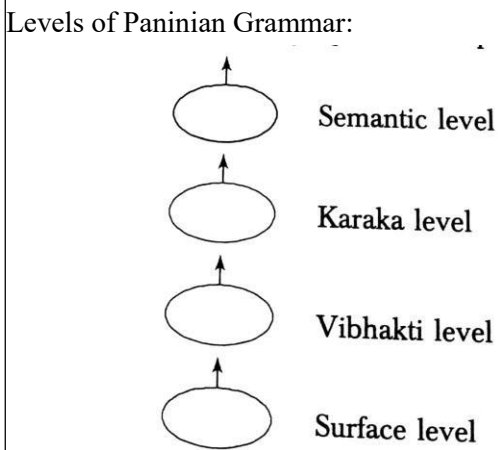 Levels of Paninian Grammar:
Semantic level
Karaka level
Vibhakti level
Surface level